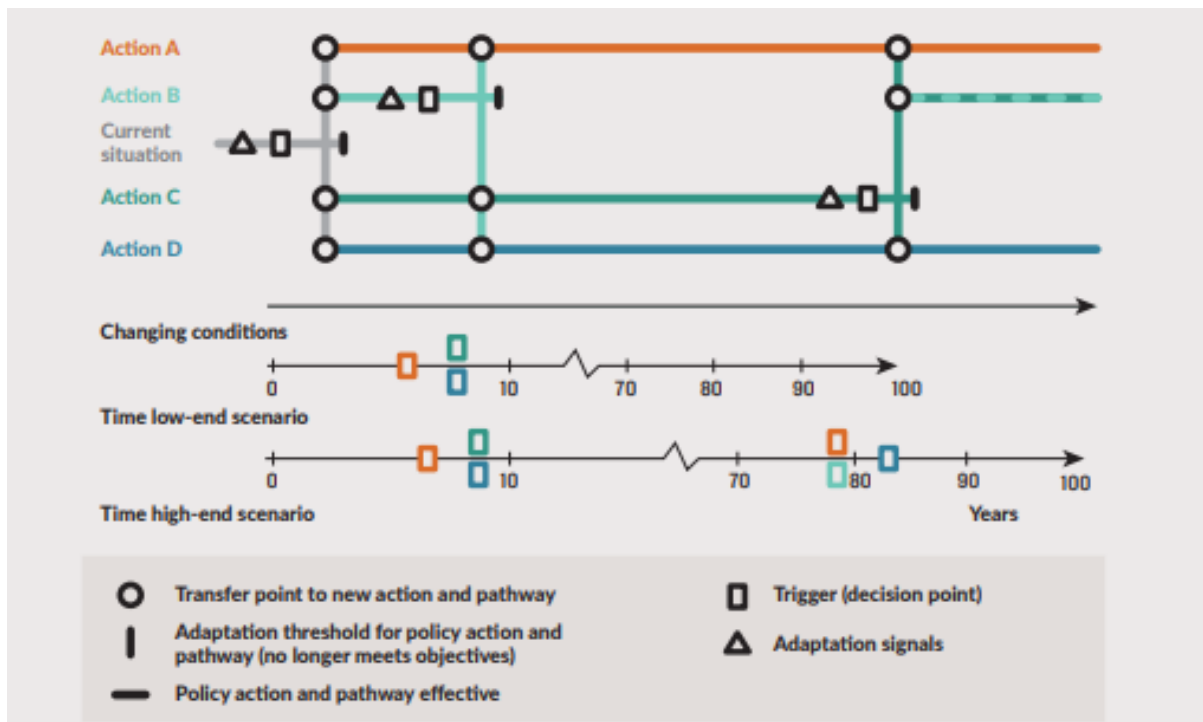 Action A
Action B
Current
situation
Action C
Action D
Changing conditions
0
10
70
80
90
100
Time low-end scenario
0
10
70
80
90
100
Time high-end scenario
Years
Transfer point to new action and pathway
Adaptation threshold for policy action and
pathway (no longer meets objectives)
Policy action and pathway effective
Trigger (decision point)
Adaptation signals